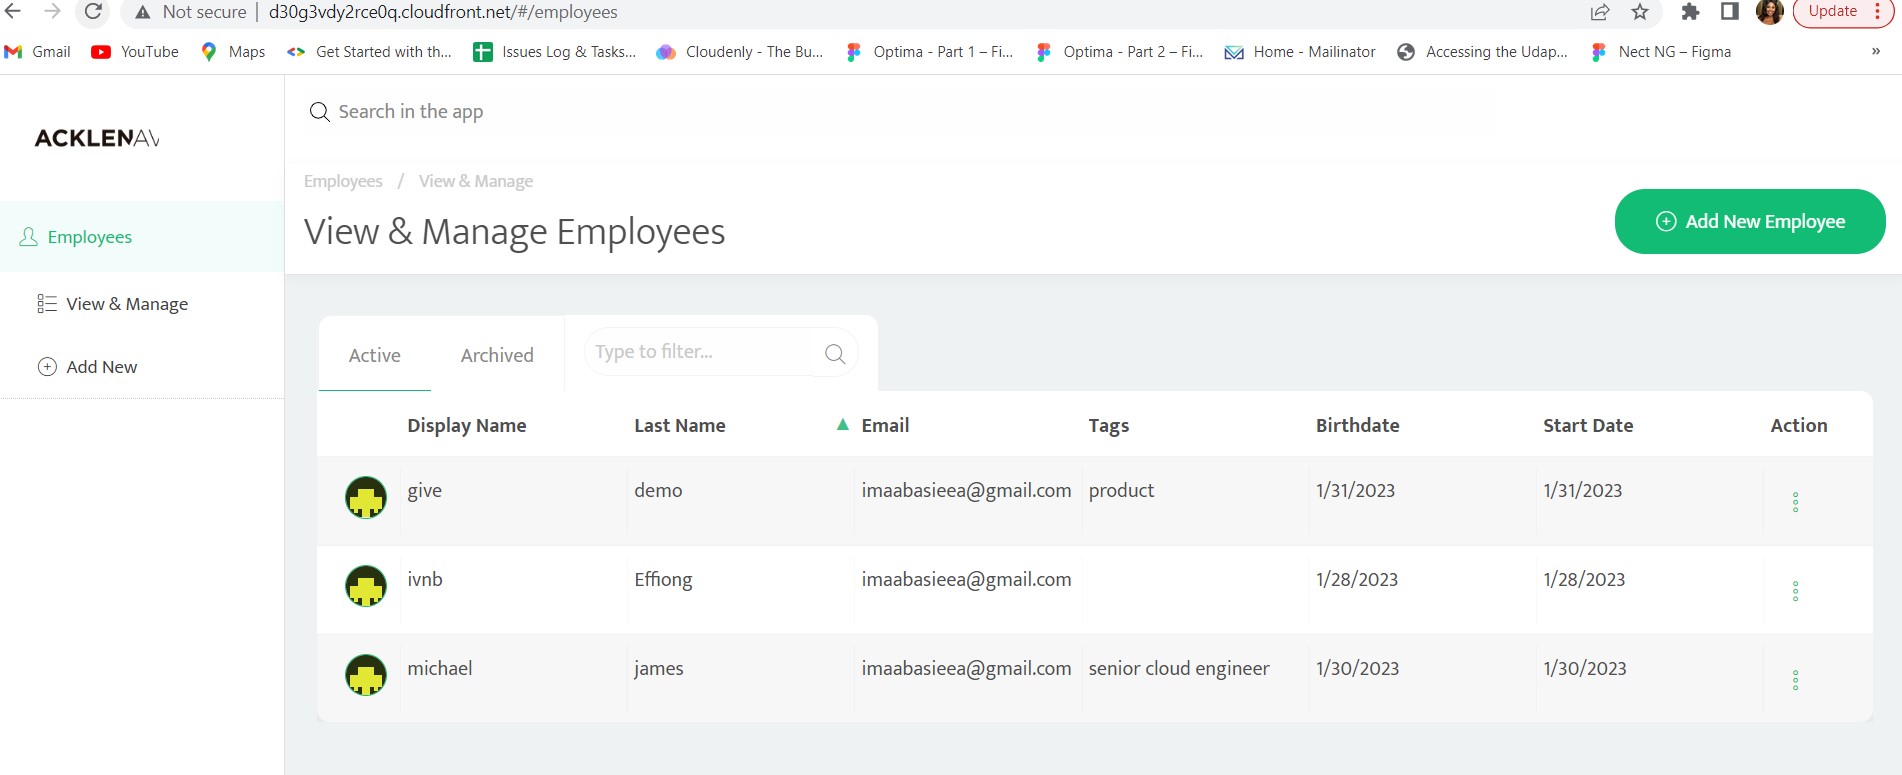 Not secure | d30g3vdy2rce0q.cloudfront.net/#/employees
Update
Gmail YouTube Maps Get Started with th... Issues Log & Tasks... Cloudenly - The Bu... Optima - Part 1 – Fi... Optima - Part 2 – Fi... Home - Mailinator Accessing the Udap... Nect NG – Figma »
Search in the app
ACKLENAV
Employees / View & Manage
View & Manage Employees
Add New Employee
Employees
View & Manage
Add New
Active Archived Type to filter...
Display Name Last Name ▲ Email Tags Birthdate Start Date Action
give demo imaabasieea@gmail.com product 1/31/2023 1/31/2023
ivnb Effiong imaabasieea@gmail.com 1/28/2023 1/28/2023
michael james imaabasieea@gmail.com senior cloud engineer 1/30/2023 1/30/2023